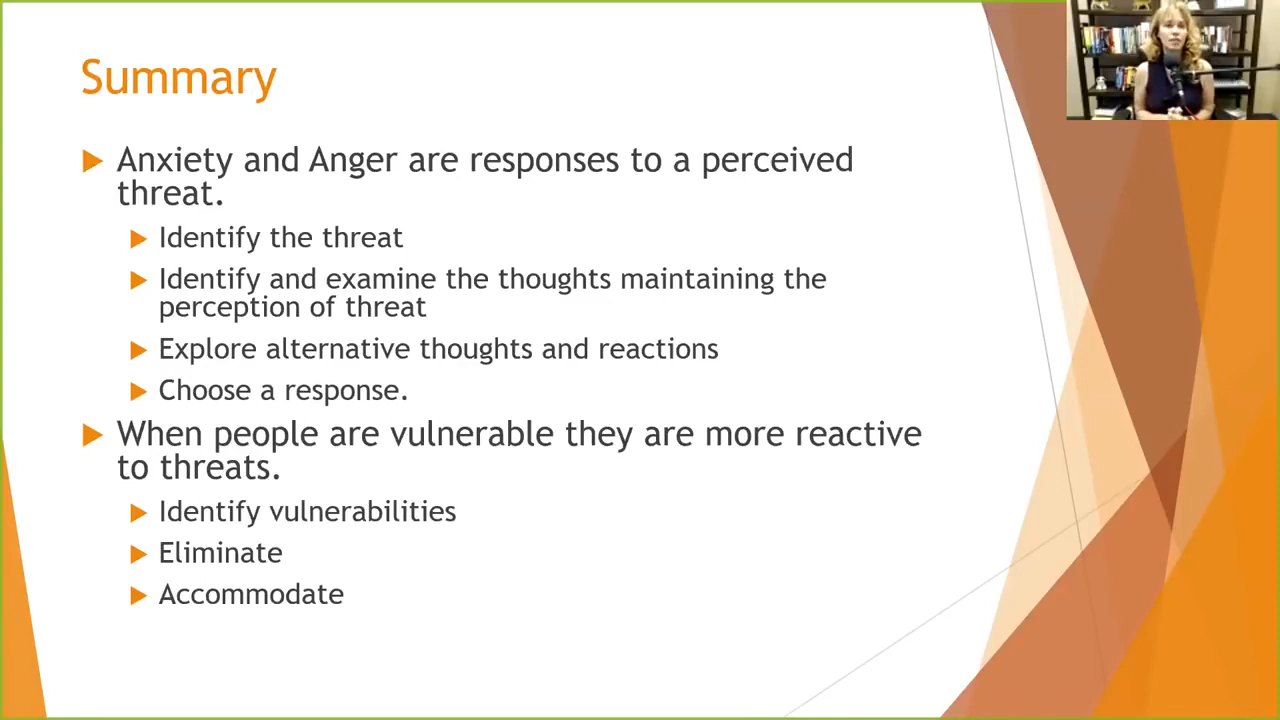 Summary
Anxiety and Anger are responses to a perceived
threat.
Identify the threat
Identify and examine the thoughts maintaining the
perception of threat
Explore alternative thoughts and reactions
Choose a response.
When people are vulnerable they are more reactive
to threats.
Identify vulnerabilities
Eliminate
Accommodate